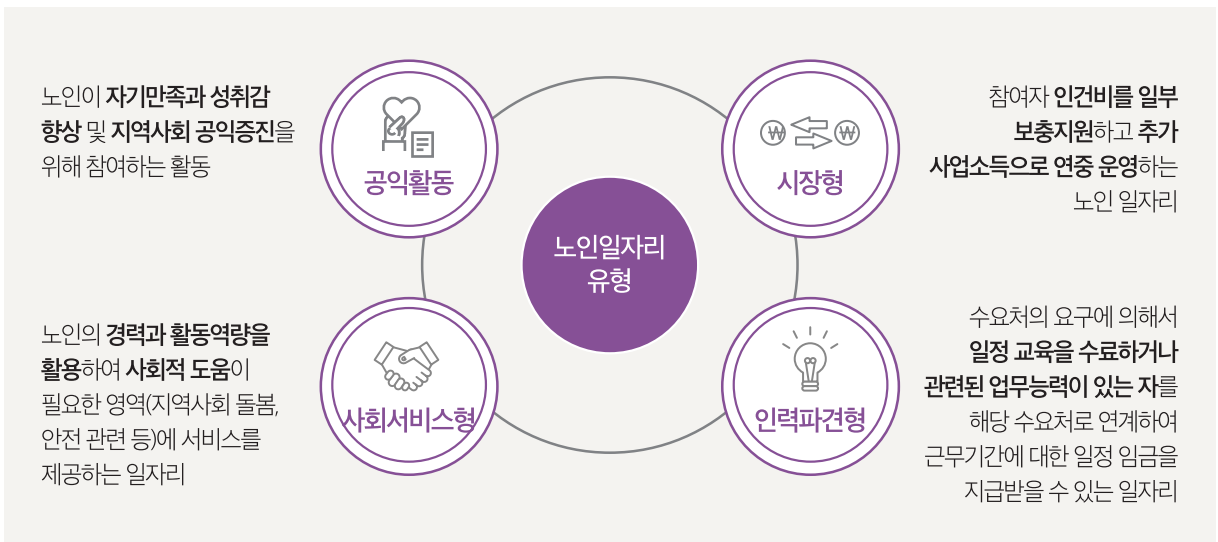 노인이 자기만족과 성취감
향상 및 지역사회 공익증진을
위해 참여하는 활동
공익활동
시장형
참여자 인건비를 일부
보충지원하고 추가
사업소득으로 연중 운영하는
노인 일자리
노인일자리
유형
노인의 경력과 활동역량을
활용하여 사회적 도움이
필요한 영역(지역사회 돌봄,
안전 관련 등)에 서비스를
제공하는 일자리
사회서비스형
인력파견형
수요처의 요구에 의해서
일정 교육을 수료하거나
관련된 업무능력이 있는 자를
해당 수요처로 연계하여
근무기간에 대한 일정 임금을
지급받을 수 있는 일자리